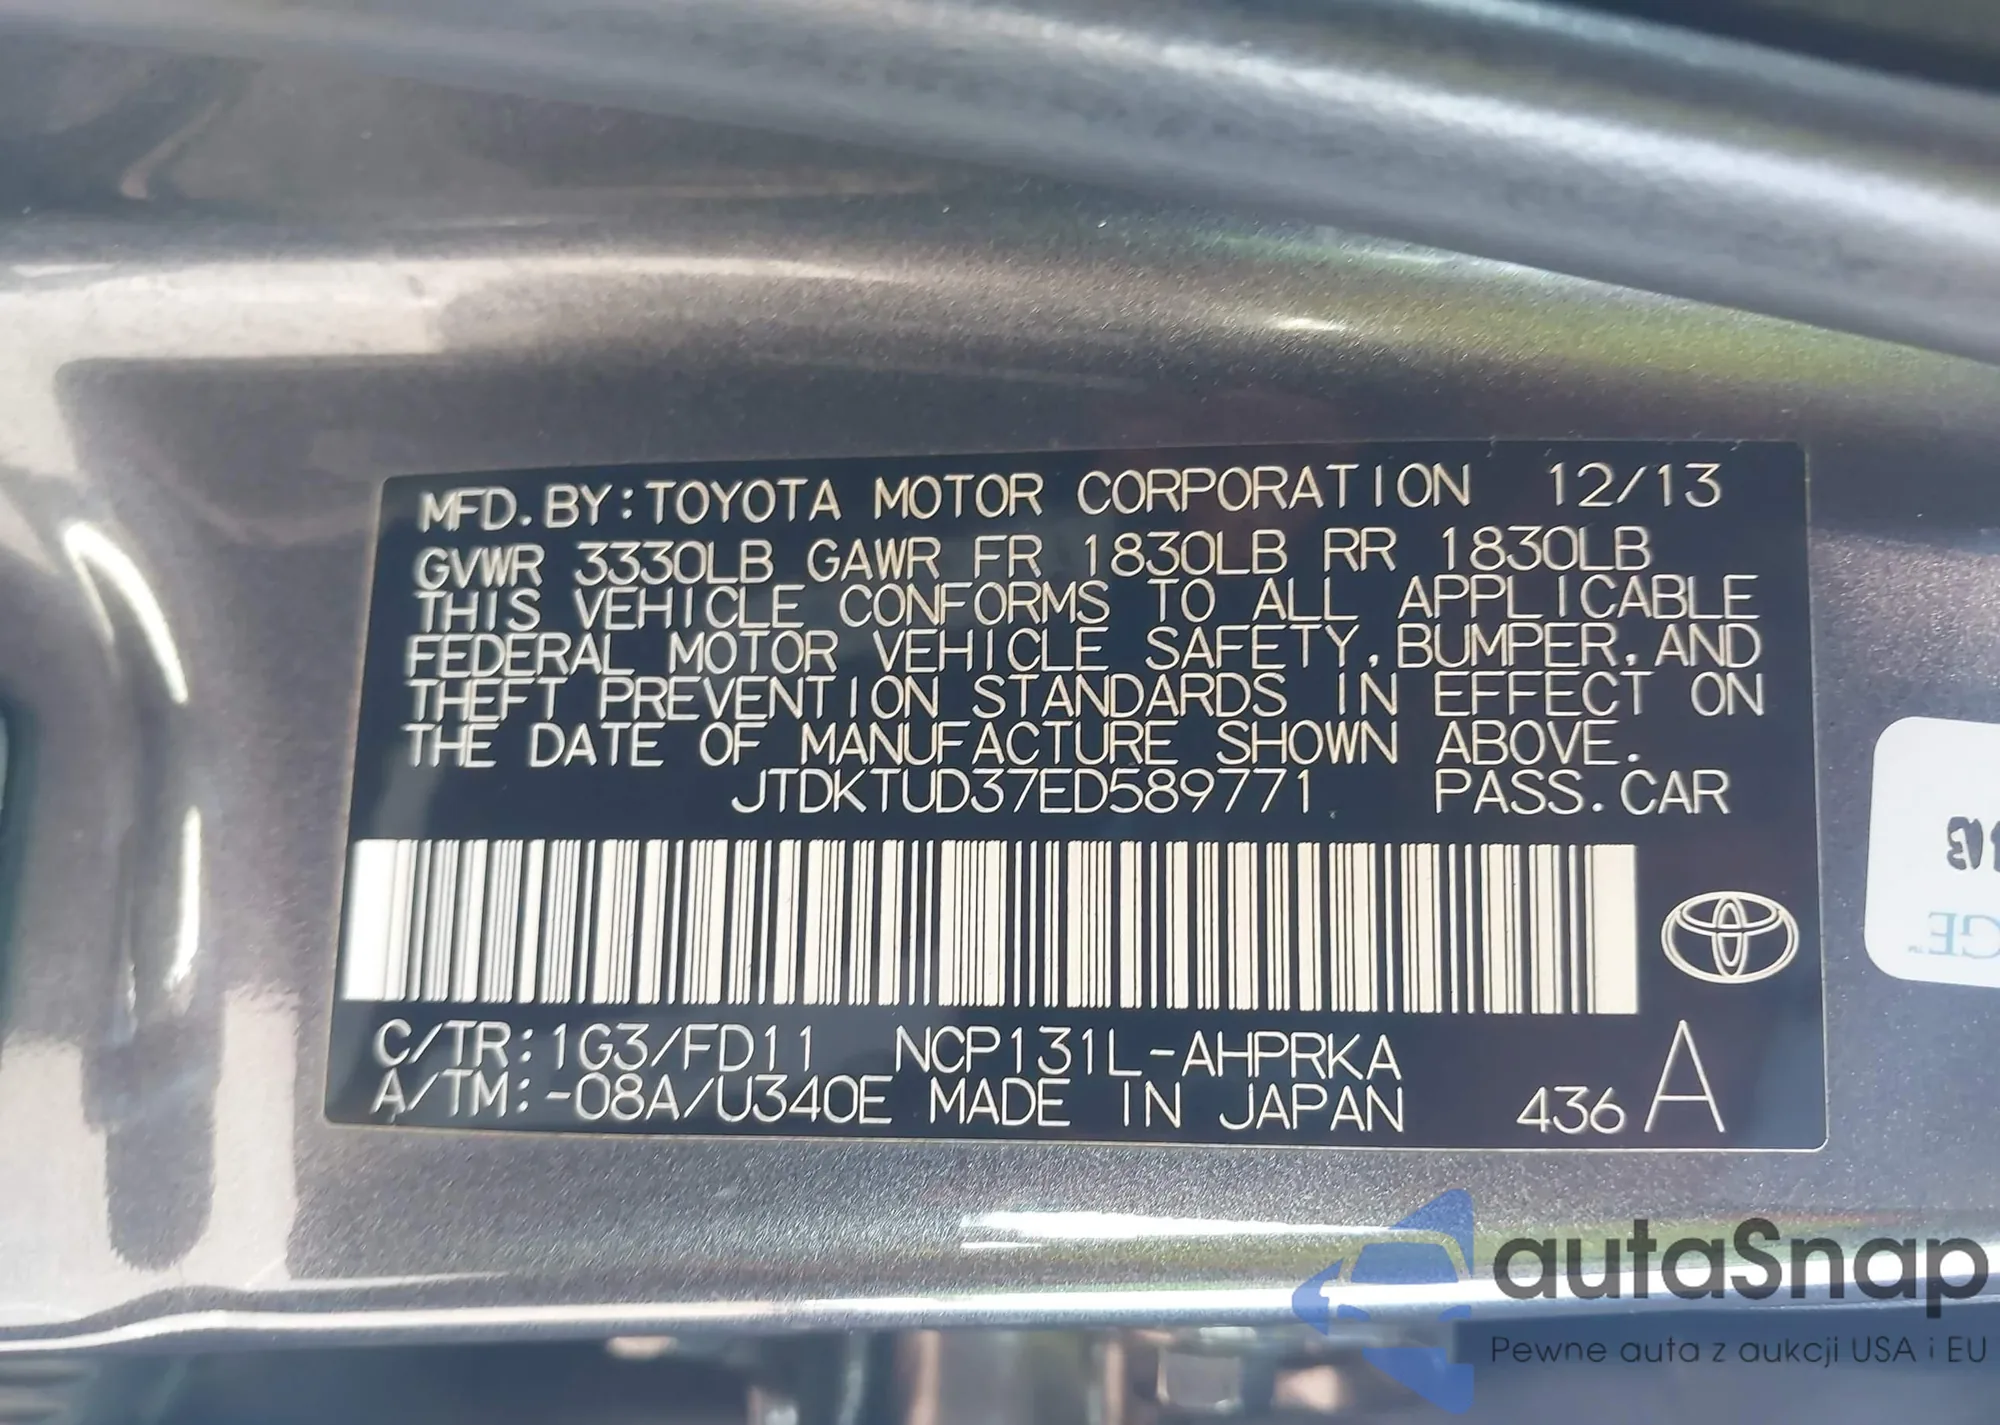 MFD. BY: TOYOTA MOTOR CORPORATION 12/13
GVWR 3330LB GAWR FR 1830LB RR 1830LB
THIS VEHICLE CONFORMS TO ALL APPLICABLE
FEDERAL MOTOR VEHICLE SAFETY, BUMPER, AND
THEFT PREVENTION STANDARDS IN EFFECT ON
THE DATE OF MANUFACTURE SHOWN ABOVE.
JTDKTUD37ED589771 PASS. CAR
C/TR: 1G3/FD11 NCP131L-AHPRKA
A/TM: -08A/U340E MADE IN JAPAN 436 A
autaSnap
Pewne auta z aukcji USA i EU